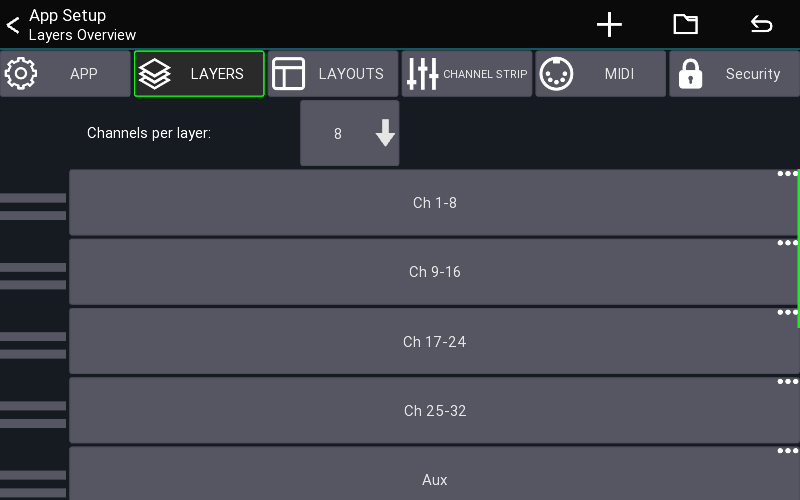 App Setup
Layers Overview
APP
LAYERS
LAYOUTS
CHANNEL STRIP
MIDI
Security
Channels per layer:
8
Ch 1-8
Ch 9-16
Ch 17-24
Ch 25-32
Aux